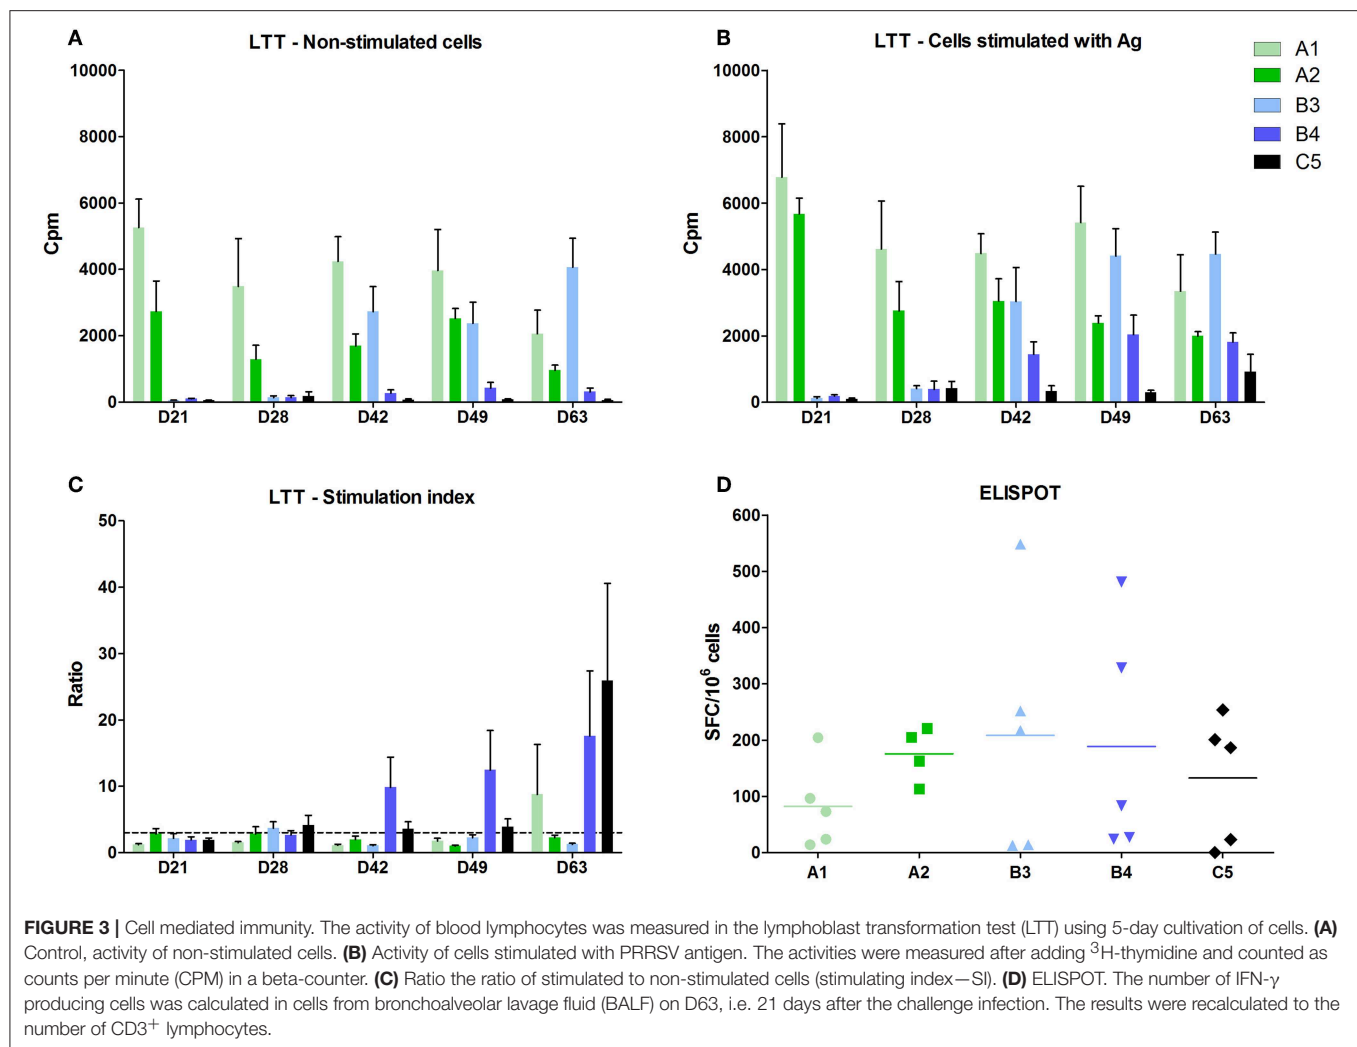 A
LTT - Non-stimulated cells
Cpm
10000
8000
6000
4000
2000
0
D21 D28 D42 D49 D63
B
LTT - Cells stimulated with Ag
Cpm
10000
8000
6000
4000
2000
0
D21 D28 D42 D49 D63
A1
A2
B3
B4
C5
C
LTT - Stimulation index
Ratio
50
40
30
20
10
0
D21 D28 D42 D49 D63
D
ELISPOT
SFC/10⁶ cells
600
500
400
300
200
100
0
A1 A2 B3 B4 C5
FIGURE 3 | Cell mediated immunity. The activity of blood lymphocytes was measured in the lymphoblast transformation test (LTT) using 5-day cultivation of cells. (A)
Control, activity of non-stimulated cells. (B) Activity of cells stimulated with PRRSV antigen. The activities were measured after adding ³H-thymidine and counted as
counts per minute (CPM) in a beta-counter. (C) Ratio the ratio of stimulated to non-stimulated cells (stimulating index—SI). (D) ELISPOT. The number of IFN-γ
producing cells was calculated in cells from bronchoalveolar lavage fluid (BALF) on D63, i.e. 21 days after the challenge infection. The results were recalculated to the
number of CD3⁺ lymphocytes.